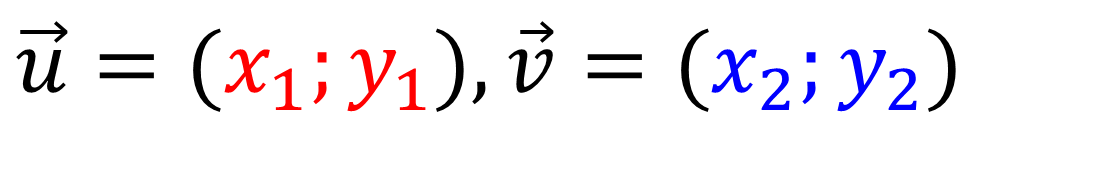 u⃗ = (x₁; y₁), v⃗ = (x₂; y₂)